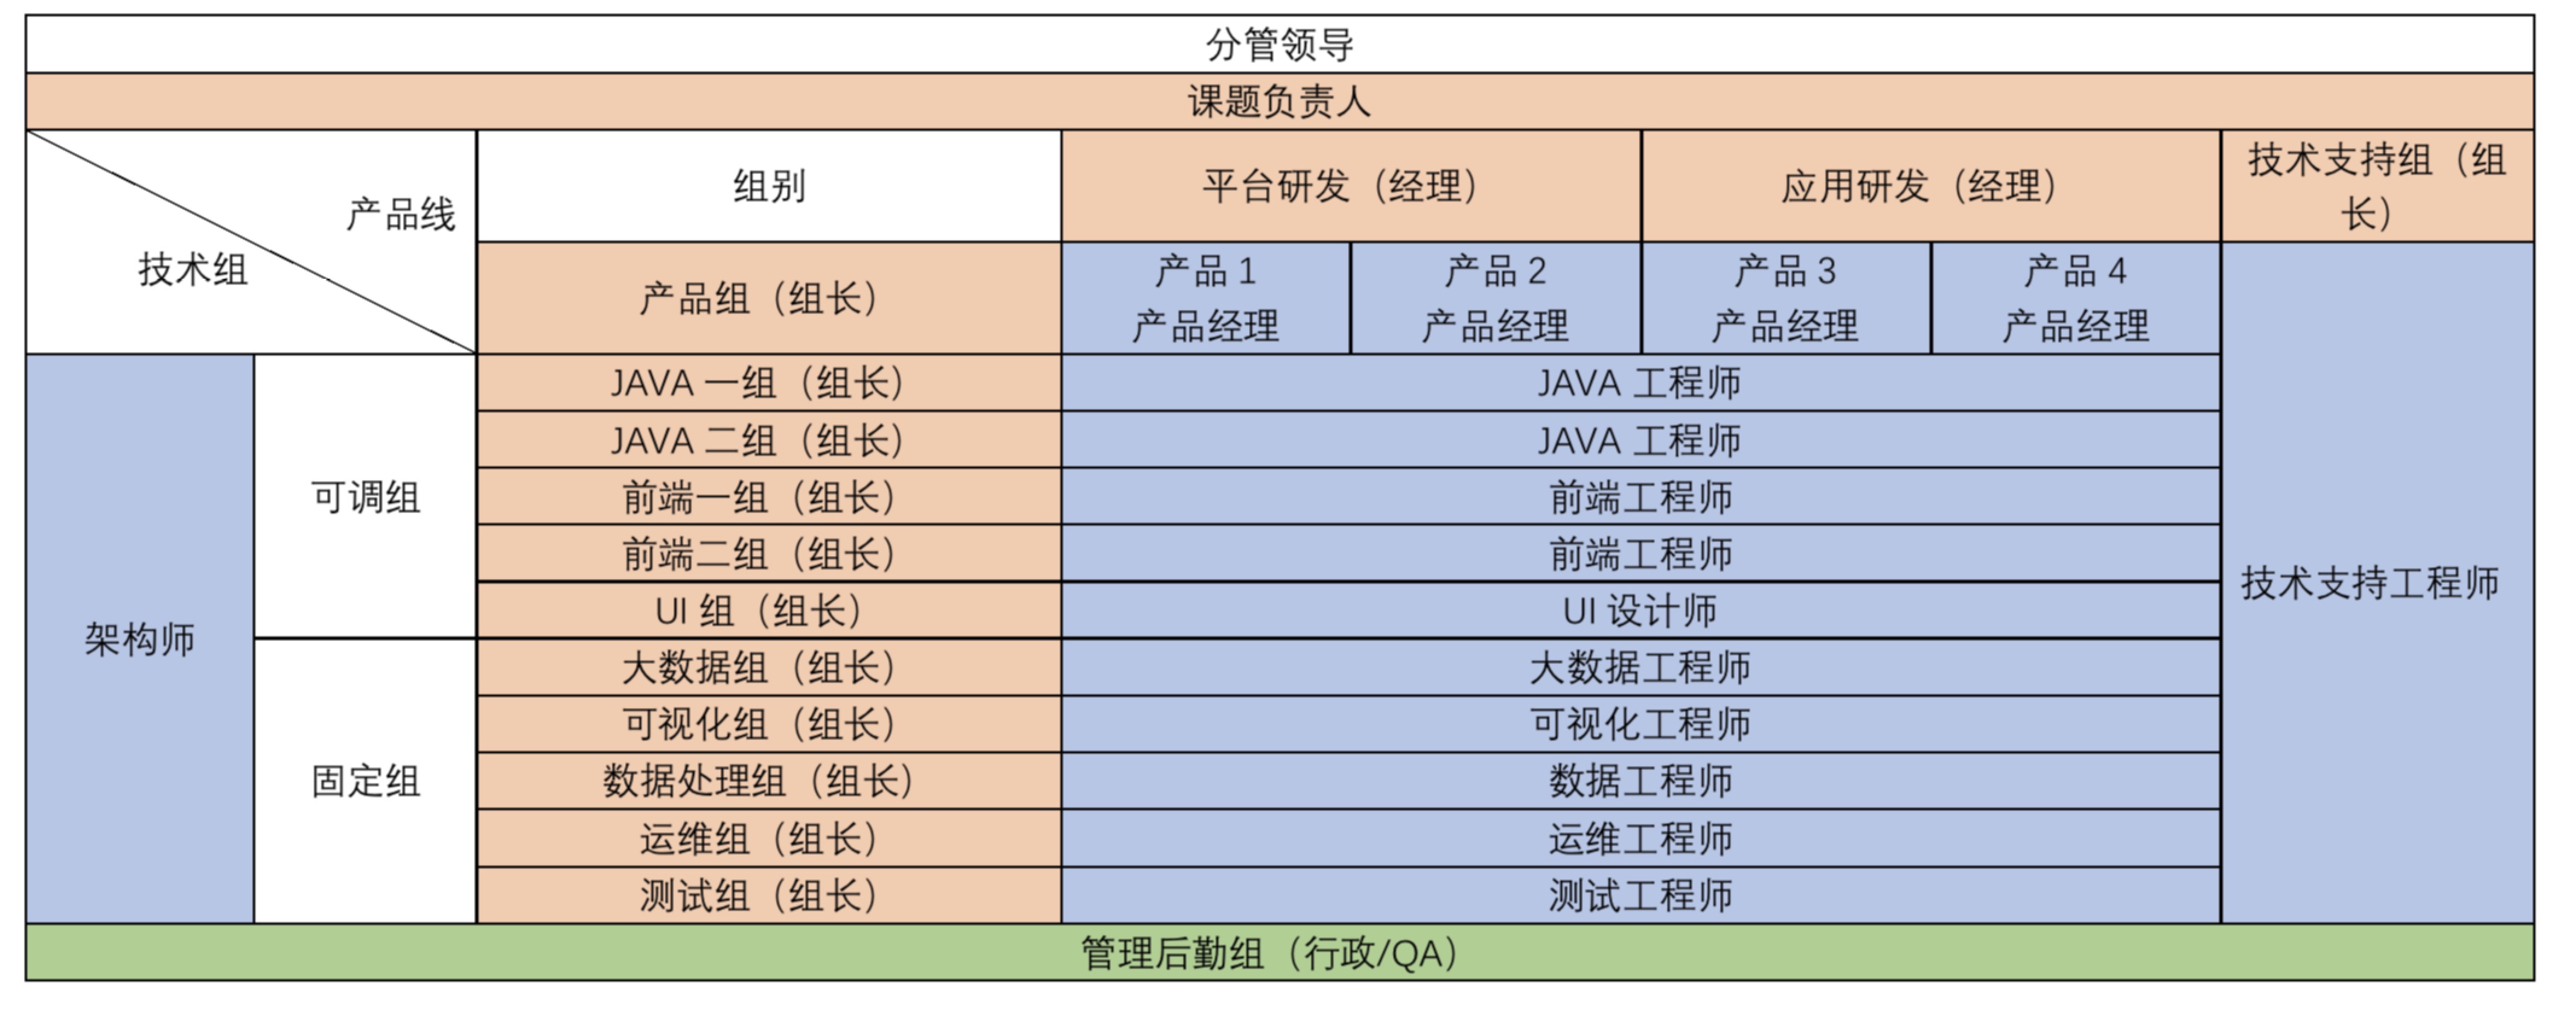 分管领导
课题负责人
产品线
技术组
组别
平台研发（经理）
应用研发（经理）
技术支持组（组
长）
产品组（组长）
产品 1
产品经理
产品 2
产品经理
产品 3
产品经理
产品 4
产品经理
架构师
可调组
JAVA 一组（组长）
JAVA 工程师
JAVA 二组（组长）
JAVA 工程师
前端一组（组长）
前端工程师
前端二组（组长）
前端工程师
UI 组（组长）
UI 设计师
固定组
大数据组（组长）
大数据工程师
可视化组（组长）
可视化工程师
数据处理组（组长）
数据工程师
运维组（组长）
运维工程师
测试组（组长）
测试工程师
技术支持工程师
管理后勤组（行政/QA）